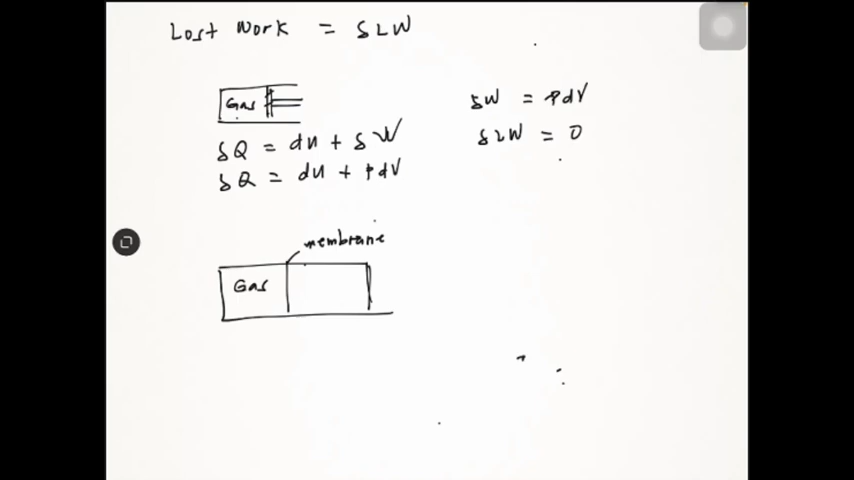 Lost Work = δLW
Gas
δW = PdV
δQ = du + δW
δLW = 0
δQ = du + PdV
membrane
Gas